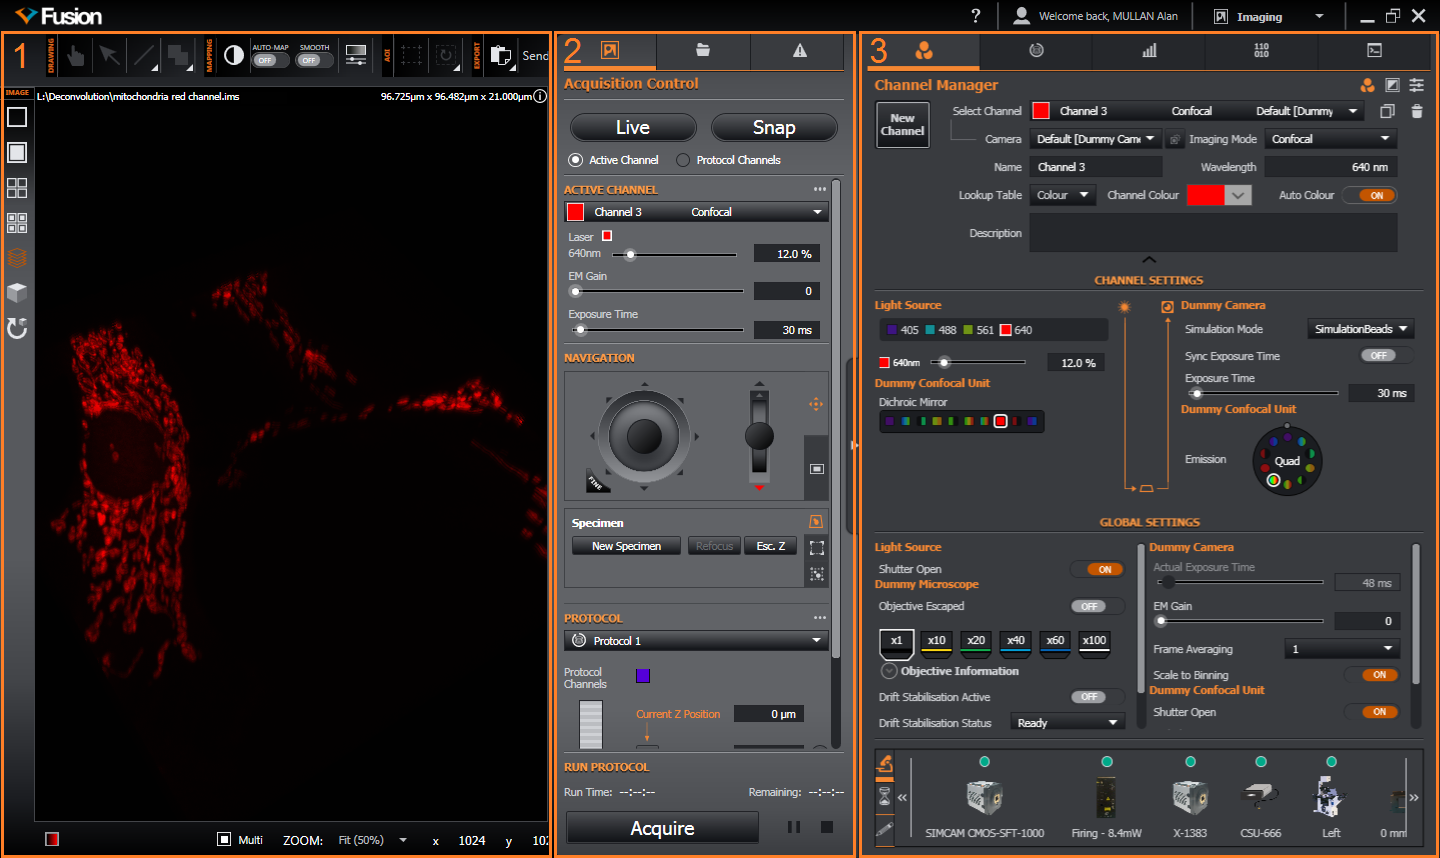 Fusion
?
Welcome back, MULLAN Alan
Imaging
1
DRAWING
MAPPING
AUTO-MAP
OFF
SMOOTH
OFF
AOI
EXPORT
Send
IMAGE
L:\Deconvolution\mitochondria red channel.ims
96.725µm x 96.482µm x 21.000µm
Multi
ZOOM:
Fit (50%)
x
1024
y
2
Acquisition Control
Live
Snap
Active Channel
Protocol Channels
ACTIVE CHANNEL
Channel 3
Confocal
Laser
640nm
12.0 %
EM Gain
0
Exposure Time
30 ms
NAVIGATION
FINE
Specimen
New Specimen
Refocus
Esc. Z
PROTOCOL
Protocol 1
Protocol
Channels
Current Z Position
0 µm
RUN PROTOCOL
Run Time: --:--:--
Remaining: --:--:--
Acquire
3
110
010
Channel Manager
New
Channel
Select Channel
Channel 3
Confocal
Default [Dummy
Camera
Default [Dummy Cam
Imaging Mode
Confocal
Name
Channel 3
Wavelength
640 nm
Lookup Table
Colour
Channel Colour
Auto Colour
ON
Description
CHANNEL SETTINGS
Light Source
405
488
561
640
640nm
12.0 %
Dummy Confocal Unit
Dichroic Mirror
Dummy Camera
Simulation Mode
SimulationBeads
Sync Exposure Time
OFF
Exposure Time
30 ms
Dummy Confocal Unit
Emission
Quad
GLOBAL SETTINGS
Light Source
Shutter Open
ON
Dummy Microscope
Objective Escaped
OFF
x1
x10
x20
x40
x60
x100
Objective Information
Drift Stabilisation Active
OFF
Drift Stabilisation Status
Ready
Dummy Camera
Actual Exposure Time
48 ms
EM Gain
0
Frame Averaging
1
Scale to Binning
ON
Dummy Confocal Unit
Shutter Open
ON
SIMCAM CMOS-SFT-1000
Firing - 8.4mW
X-1383
CSU-666
Left
0 mm